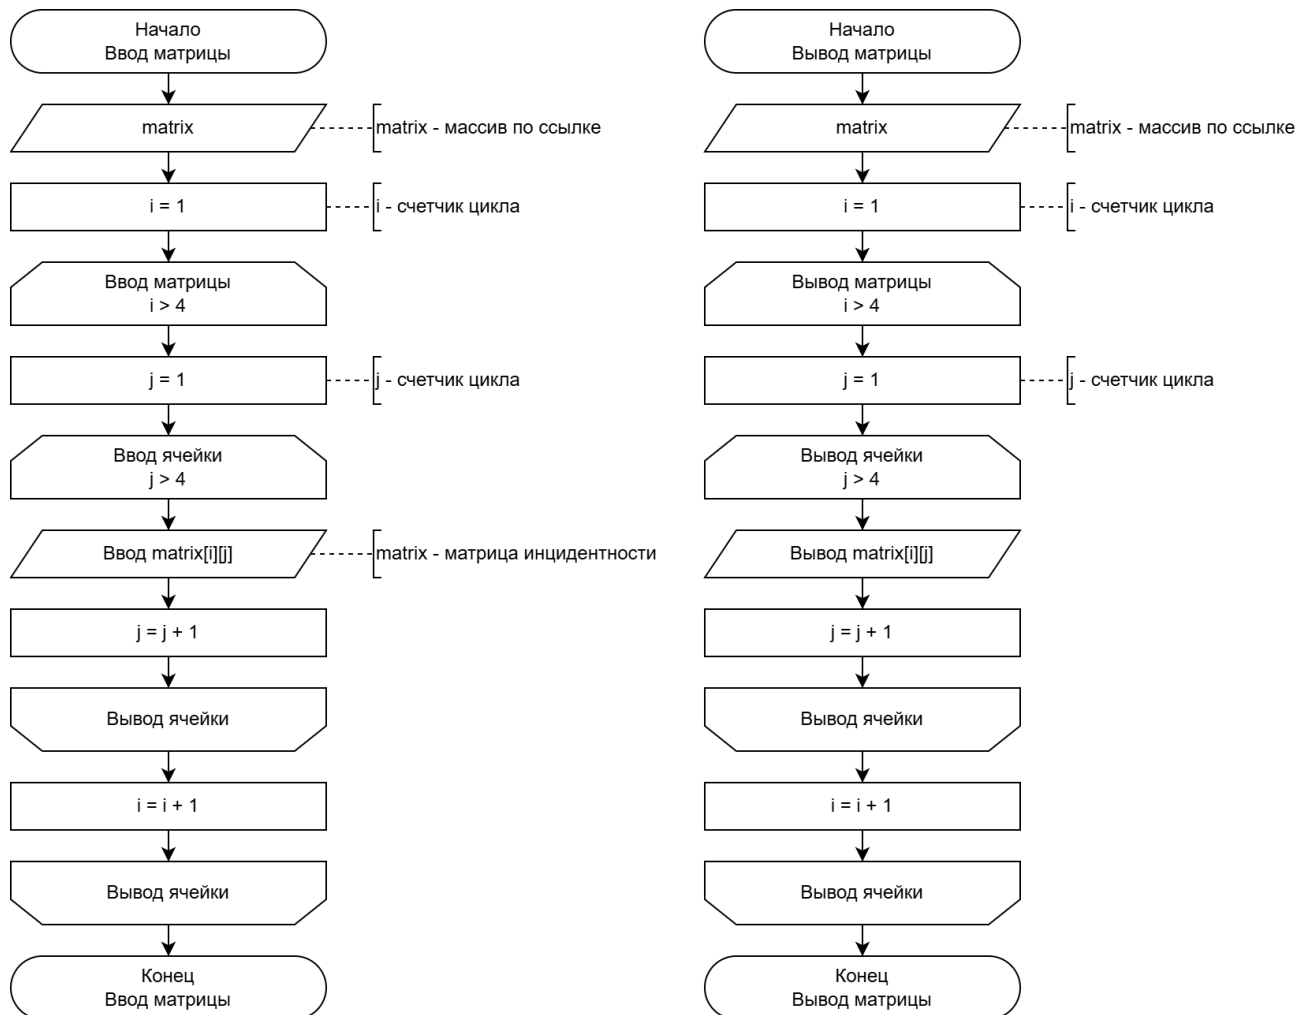 Начало
Ввод матрицы
matrix
matrix - массив по ссылке
i = 1
i - счетчик цикла
Ввод матрицы
i > 4
j = 1
j - счетчик цикла
Ввод ячейки
j > 4
Ввод matrix[i][j]
matrix - матрица инцидентности
j = j + 1
Вывод ячейки
i = i + 1
Вывод ячейки
Конец
Ввод матрицы
Начало
Вывод матрицы
matrix
matrix - массив по ссылке
i = 1
i - счетчик цикла
Вывод матрицы
i > 4
j = 1
j - счетчик цикла
Вывод ячейки
j > 4
Вывод matrix[i][j]
j = j + 1
Вывод ячейки
i = i + 1
Вывод ячейки
Конец
Вывод матрицы